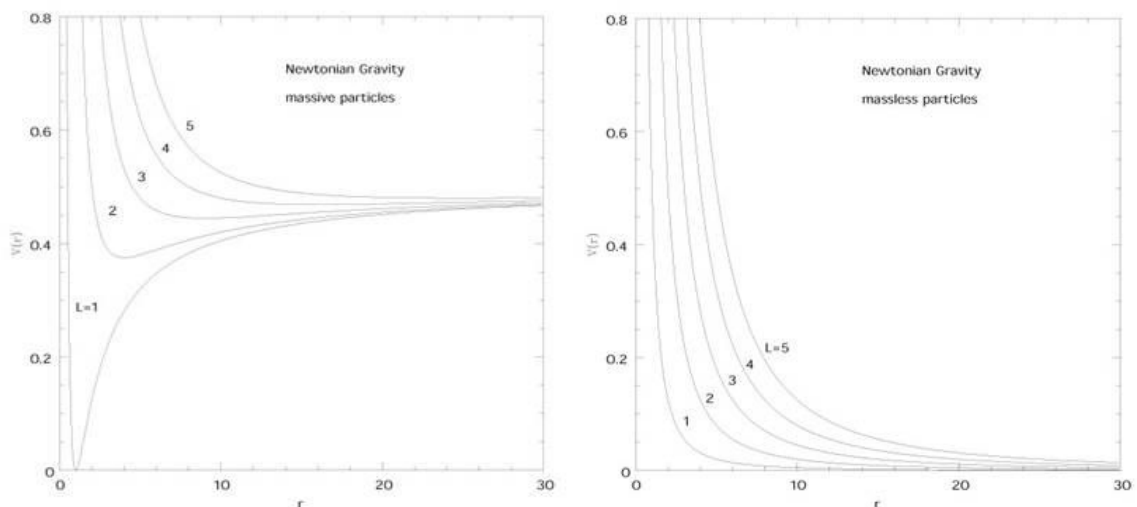 0.8
0.6
0.4
0.2
0
V(r)
Newtonian Gravity
massive particles
5
4
3
2
L=1
0
10
20
30
r
0.8
0.6
0.4
0.2
0
V(r)
Newtonian Gravity
massless particles
L=5
4
3
2
1
0
10
20
30
r